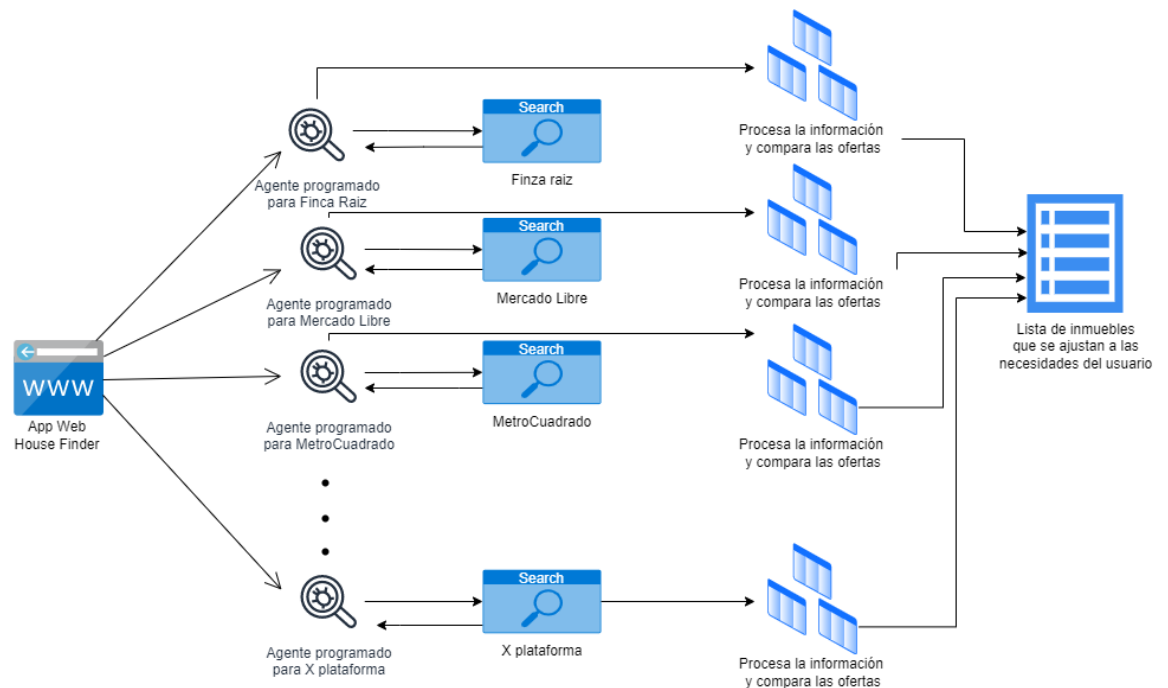 Search
Procesa la información
y compara las ofertas
Finza raiz
Agente programado
para Finca Raiz
Search
Mercado Libre
Procesa la información
y compara las ofertas
Agente programado
para Mercado Libre
Lista de inmuebles
que se ajustan a las
necesidades del usuario
Search
WWW
App Web
House Finder
MetroCuadrado
Agente programado
para MetroCuadrado
Procesa la información
y compara las ofertas
Search
X plataforma
Agente programado
para X plataforma
Procesa la información
y compara las ofertas